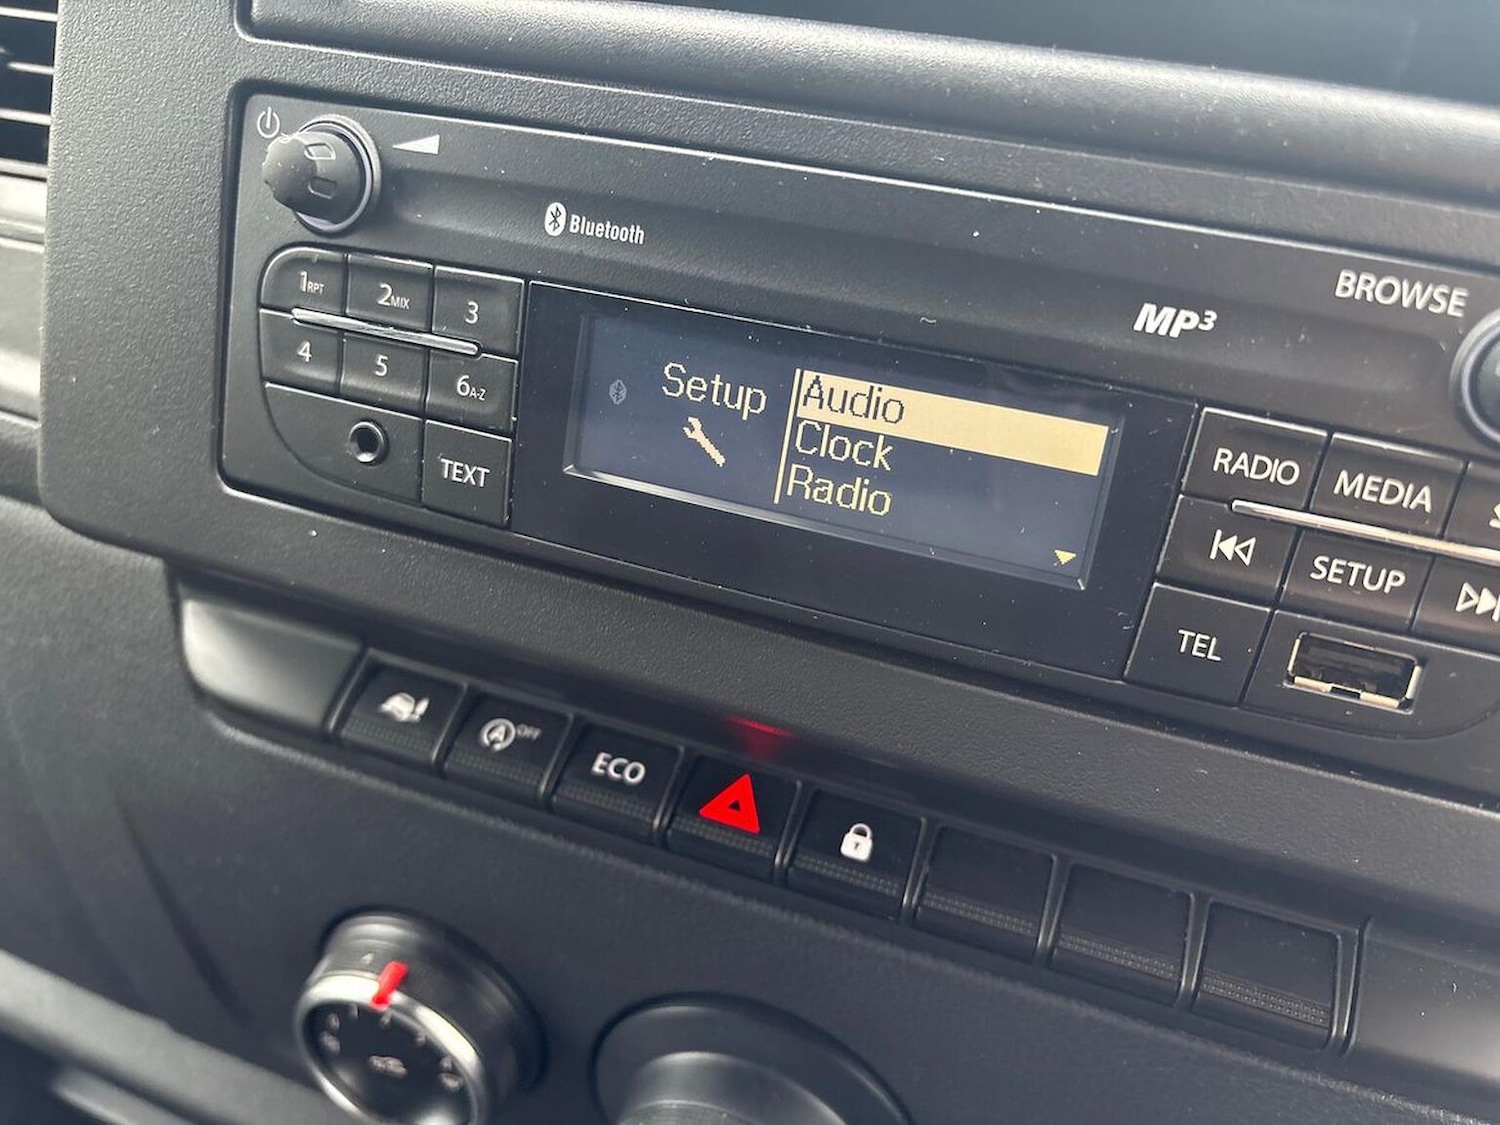 Bluetooth
BROWSE
MP3
1RPT
2MIX
3
4
5
6A-Z
TEXT
Setup
Audio
Clock
Radio
RADIO
MEDIA
SETUP
TEL
A OFF
ECO